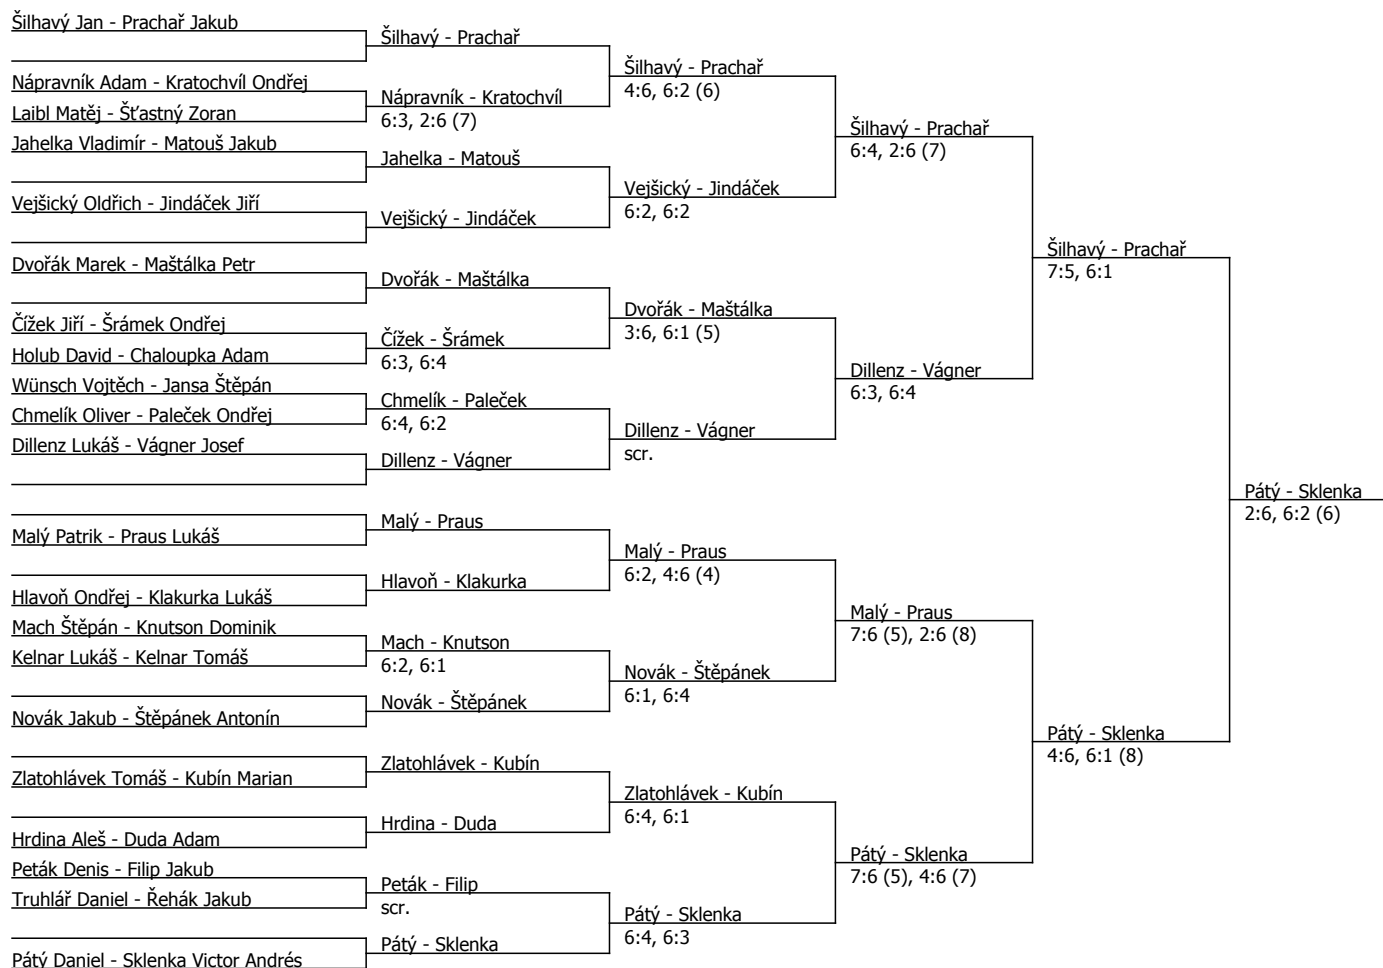 Šilhavý Jan - Prachař Jakub
Nápravník Adam - Kratochvíl Ondřej
Laibl Matěj - Šťastný Zoran
Jahelka Vladimír - Matouš Jakub
Vejšický Oldřich - Jindáček Jiří
Dvořák Marek - Maštálka Petr
Čížek Jiří - Šrámek Ondřej
Holub David - Chaloupka Adam
Wünsch Vojtěch - Jansa Štěpán
Chmelík Oliver - Paleček Ondřej
Dillenz Lukáš - Vágner Josef
Malý Patrik - Praus Lukáš
Hlavoň Ondřej - Klakurka Lukáš
Mach Štěpán - Knutson Dominik
Kelnar Lukáš - Kelnar Tomáš
Novák Jakub - Štěpánek Antonín
Zlatohlávek Tomáš - Kubín Marian
Hrdina Aleš - Duda Adam
Peták Denis - Filip Jakub
Truhlář Daniel - Řehák Jakub
Pátý Daniel - Sklenka Victor Andrés
Šilhavý - Prachař
Nápravník - Kratochvíl
6:3, 2:6 (7)
Jahelka - Matouš
Vejšický - Jindáček
Dvořák - Maštálka
Čížek - Šrámek
6:3, 6:4
Chmelík - Paleček
6:4, 6:2
Dillenz - Vágner
Malý - Praus
Hlavoň - Klakurka
Mach - Knutson
6:2, 6:1
Novák - Štěpánek
Zlatohlávek - Kubín
Hrdina - Duda
Peták - Filip
scr.
Pátý - Sklenka
Šilhavý - Prachař
4:6, 6:2 (6)
Vejšický - Jindáček
6:2, 6:2
Dvořák - Maštálka
3:6, 6:1 (5)
Dillenz - Vágner
scr.
Malý - Praus
6:2, 4:6 (4)
Novák - Štěpánek
6:1, 6:4
Zlatohlávek - Kubín
6:4, 6:1
Pátý - Sklenka
6:4, 6:3
Šilhavý - Prachař
6:4, 2:6 (7)
Dillenz - Vágner
6:3, 6:4
Malý - Praus
7:6 (5), 2:6 (8)
Pátý - Sklenka
7:6 (5), 4:6 (7)
Šilhavý - Prachař
7:5, 6:1
Pátý - Sklenka
4:6, 6:1 (8)
Pátý - Sklenka
2:6, 6:2 (6)